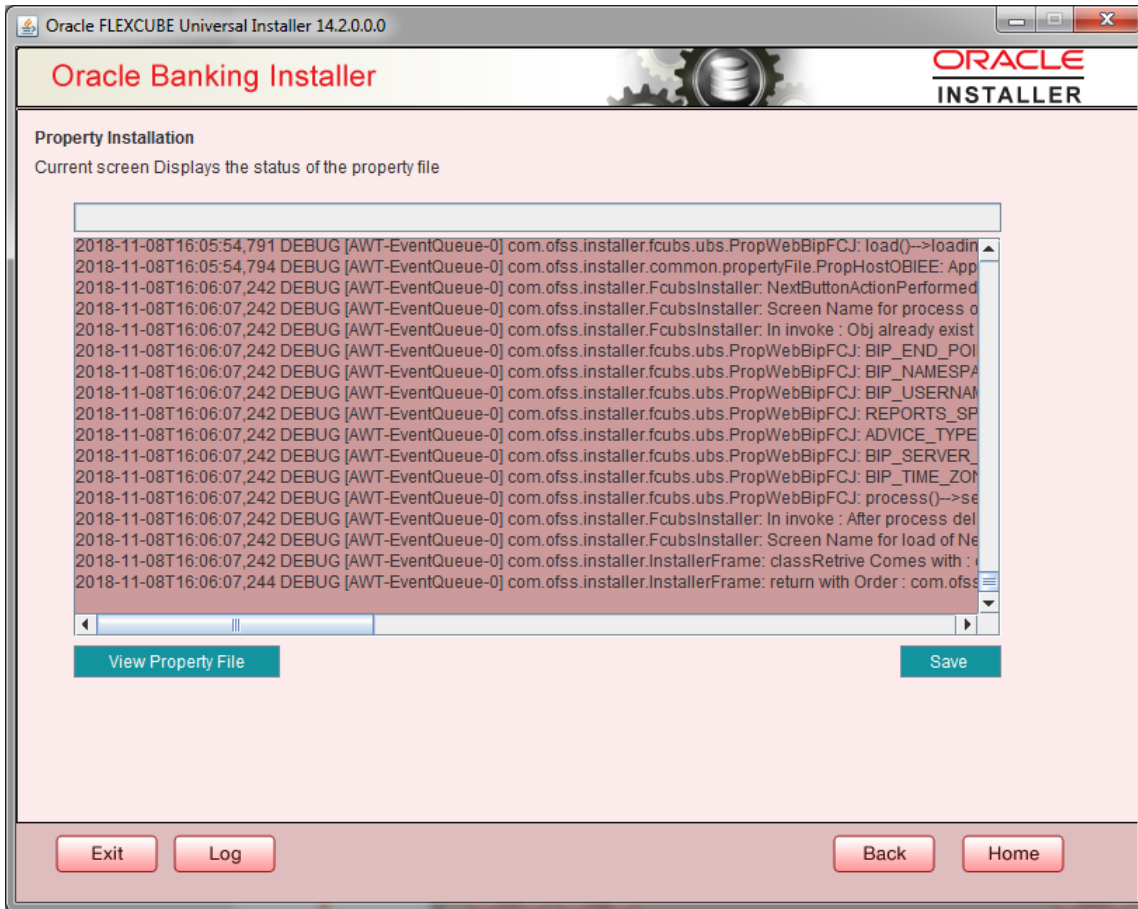 Oracle FLEXCUBE Universal Installer 14.2.0.0.0
Oracle Banking Installer
ORACLE
INSTALLER
Property Installation
Current screen Displays the status of the property file
2018-11-08T16:05:54,791 DEBUG [AWT-EventQueue-0] com.ofss.installer.fcubs.ubs.PropWebBipFCJ: load()-->loadin
2018-11-08T16:05:54,794 DEBUG [AWT-EventQueue-0] com.ofss.installer.common.propertyFile.PropHostOBIEE: App
2018-11-08T16:06:07,242 DEBUG [AWT-EventQueue-0] com.ofss.installer.FcubsInstaller: NextButtonActionPerformed
2018-11-08T16:06:07,242 DEBUG [AWT-EventQueue-0] com.ofss.installer.FcubsInstaller: Screen Name for process o
2018-11-08T16:06:07,242 DEBUG [AWT-EventQueue-0] com.ofss.installer.FcubsInstaller: In invoke : Obj already exist
2018-11-08T16:06:07,242 DEBUG [AWT-EventQueue-0] com.ofss.installer.fcubs.ubs.PropWebBipFCJ: BIP_END_POI
2018-11-08T16:06:07,242 DEBUG [AWT-EventQueue-0] com.ofss.installer.fcubs.ubs.PropWebBipFCJ: BIP_NAMESPA
2018-11-08T16:06:07,242 DEBUG [AWT-EventQueue-0] com.ofss.installer.fcubs.ubs.PropWebBipFCJ: BIP_USERNAM
2018-11-08T16:06:07,242 DEBUG [AWT-EventQueue-0] com.ofss.installer.fcubs.ubs.PropWebBipFCJ: REPORTS_SP
2018-11-08T16:06:07,242 DEBUG [AWT-EventQueue-0] com.ofss.installer.fcubs.ubs.PropWebBipFCJ: ADVICE_TYPE
2018-11-08T16:06:07,242 DEBUG [AWT-EventQueue-0] com.ofss.installer.fcubs.ubs.PropWebBipFCJ: BIP_SERVER_
2018-11-08T16:06:07,242 DEBUG [AWT-EventQueue-0] com.ofss.installer.fcubs.ubs.PropWebBipFCJ: BIP_TIME_ZON
2018-11-08T16:06:07,242 DEBUG [AWT-EventQueue-0] com.ofss.installer.fcubs.ubs.PropWebBipFCJ: process()-->se
2018-11-08T16:06:07,242 DEBUG [AWT-EventQueue-0] com.ofss.installer.FcubsInstaller: In invoke : After process del
2018-11-08T16:06:07,242 DEBUG [AWT-EventQueue-0] com.ofss.installer.FcubsInstaller: Screen Name for load of Ne
2018-11-08T16:06:07,242 DEBUG [AWT-EventQueue-0] com.ofss.installer.InstallerFrame: classRetrive Comes with :
2018-11-08T16:06:07,244 DEBUG [AWT-EventQueue-0] com.ofss.installer.InstallerFrame: return with Order : com.ofss
View Property File
Save
Exit
Log
Back
Home